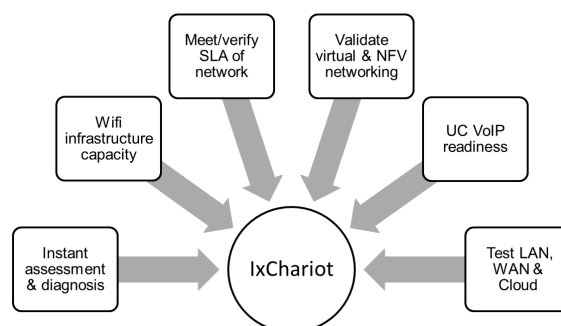 Meet/verify
SLA of
network
Validate
virtual & NFV
networking
Wifi
infrastructure
capacity
UC VoIP
readiness
Instant
assessment
& diagnosis
IxChariot
Test LAN,
WAN &
Cloud